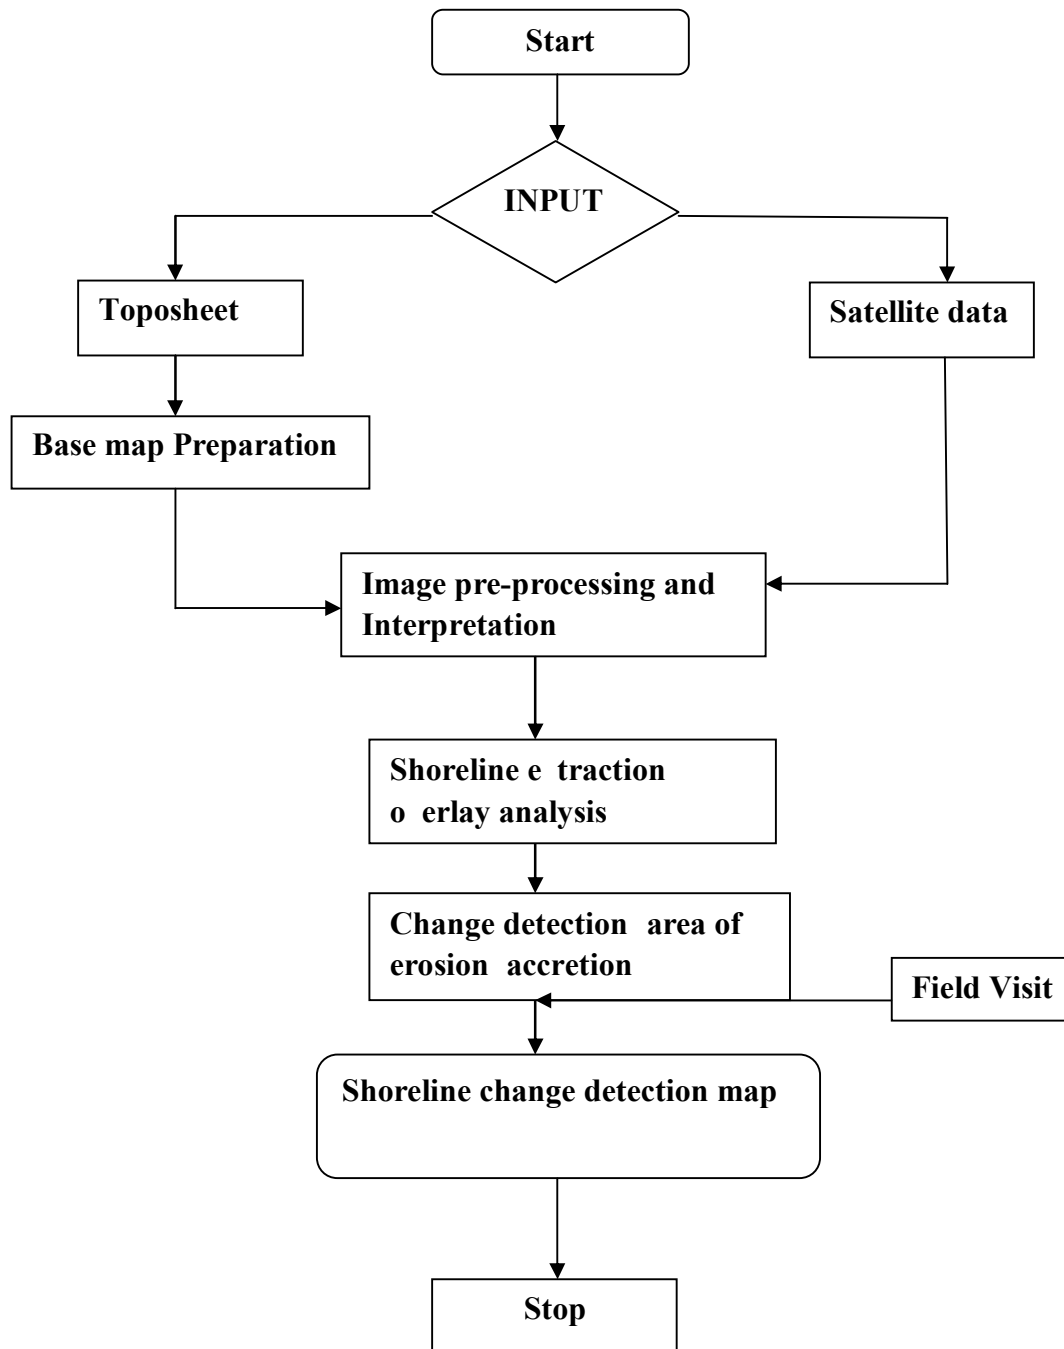 Start
INPUT
Toposheet
Satellite data
Base map Preparation
Image pre-processing and
Interpretation
Shoreline e traction
o erlay analysis
Change detection area of
erosion accretion
Field Visit
Shoreline change detection map
Stop